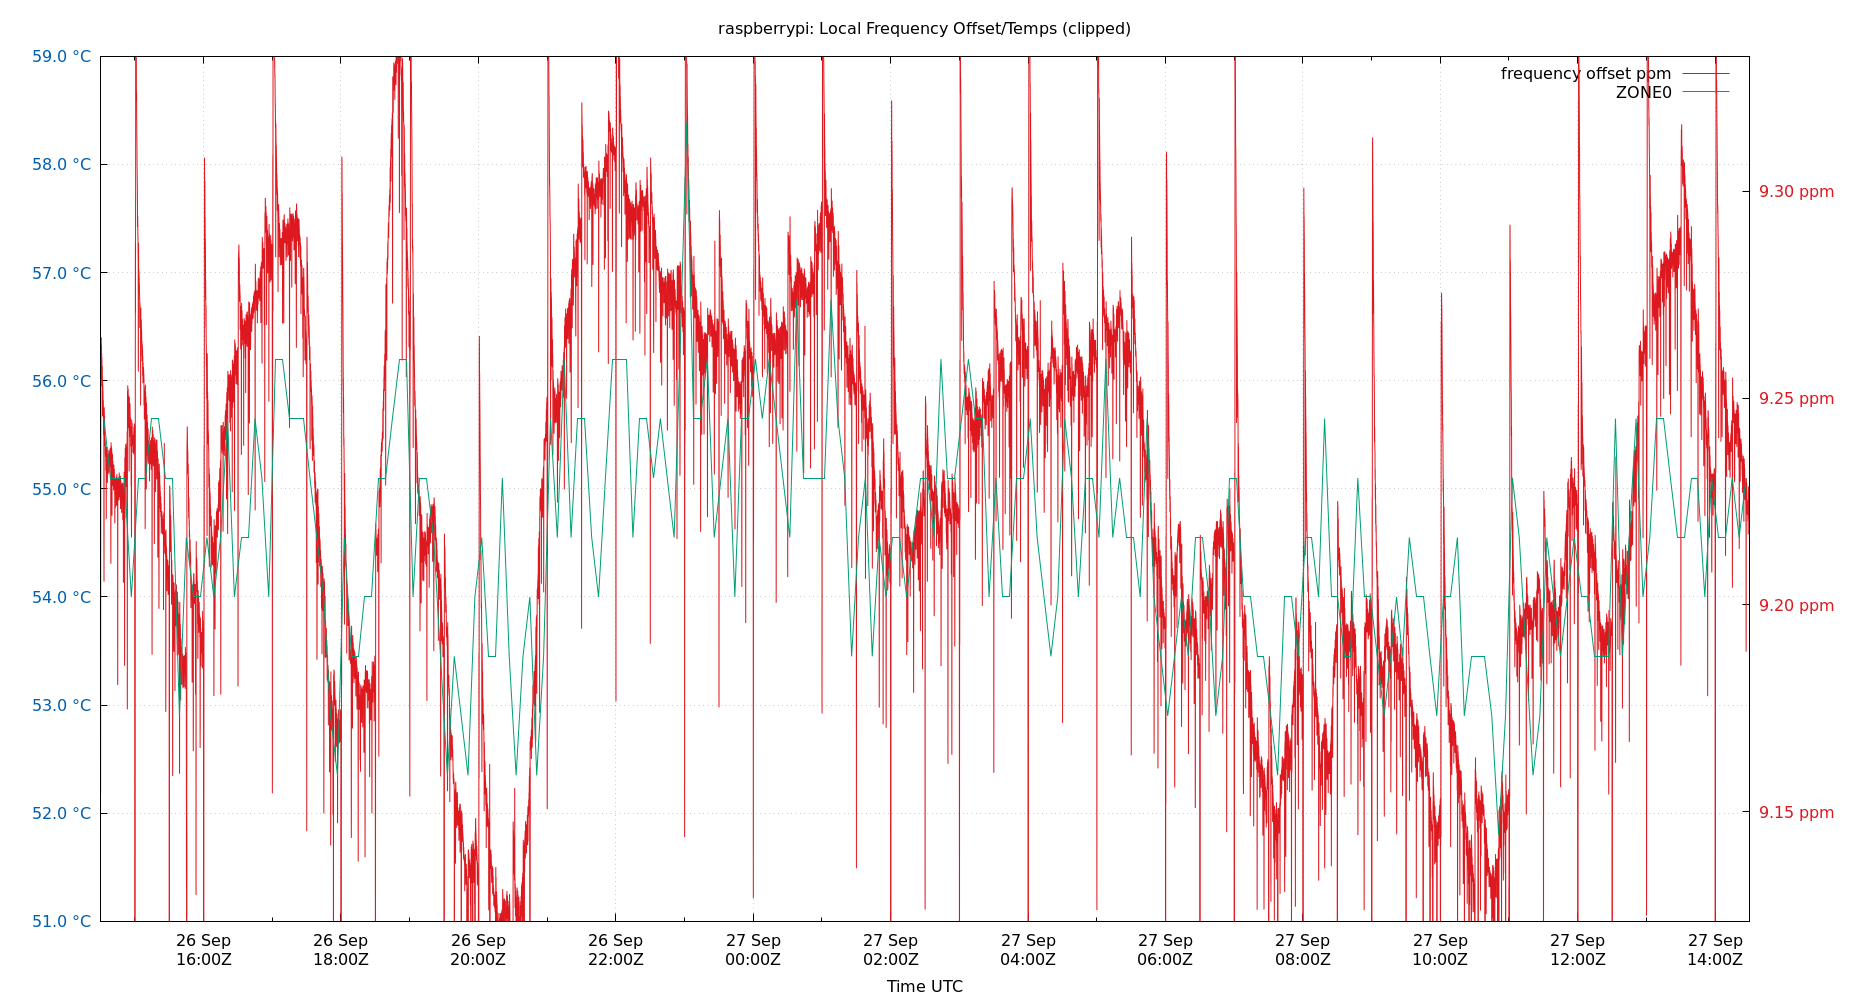 raspberrypi: Local Frequency Offset/Temps (clipped)
59.0 °C
58.0 °C
57.0 °C
56.0 °C
55.0 °C
54.0 °C
53.0 °C
52.0 °C
51.0 °C
frequency offset ppm
ZONE0
9.30 ppm
9.25 ppm
9.20 ppm
9.15 ppm
26 Sep
16:00Z
26 Sep
18:00Z
26 Sep
20:00Z
26 Sep
22:00Z
27 Sep
00:00Z
27 Sep
02:00Z
27 Sep
04:00Z
27 Sep
06:00Z
27 Sep
08:00Z
27 Sep
10:00Z
27 Sep
12:00Z
27 Sep
14:00Z
Time UTC